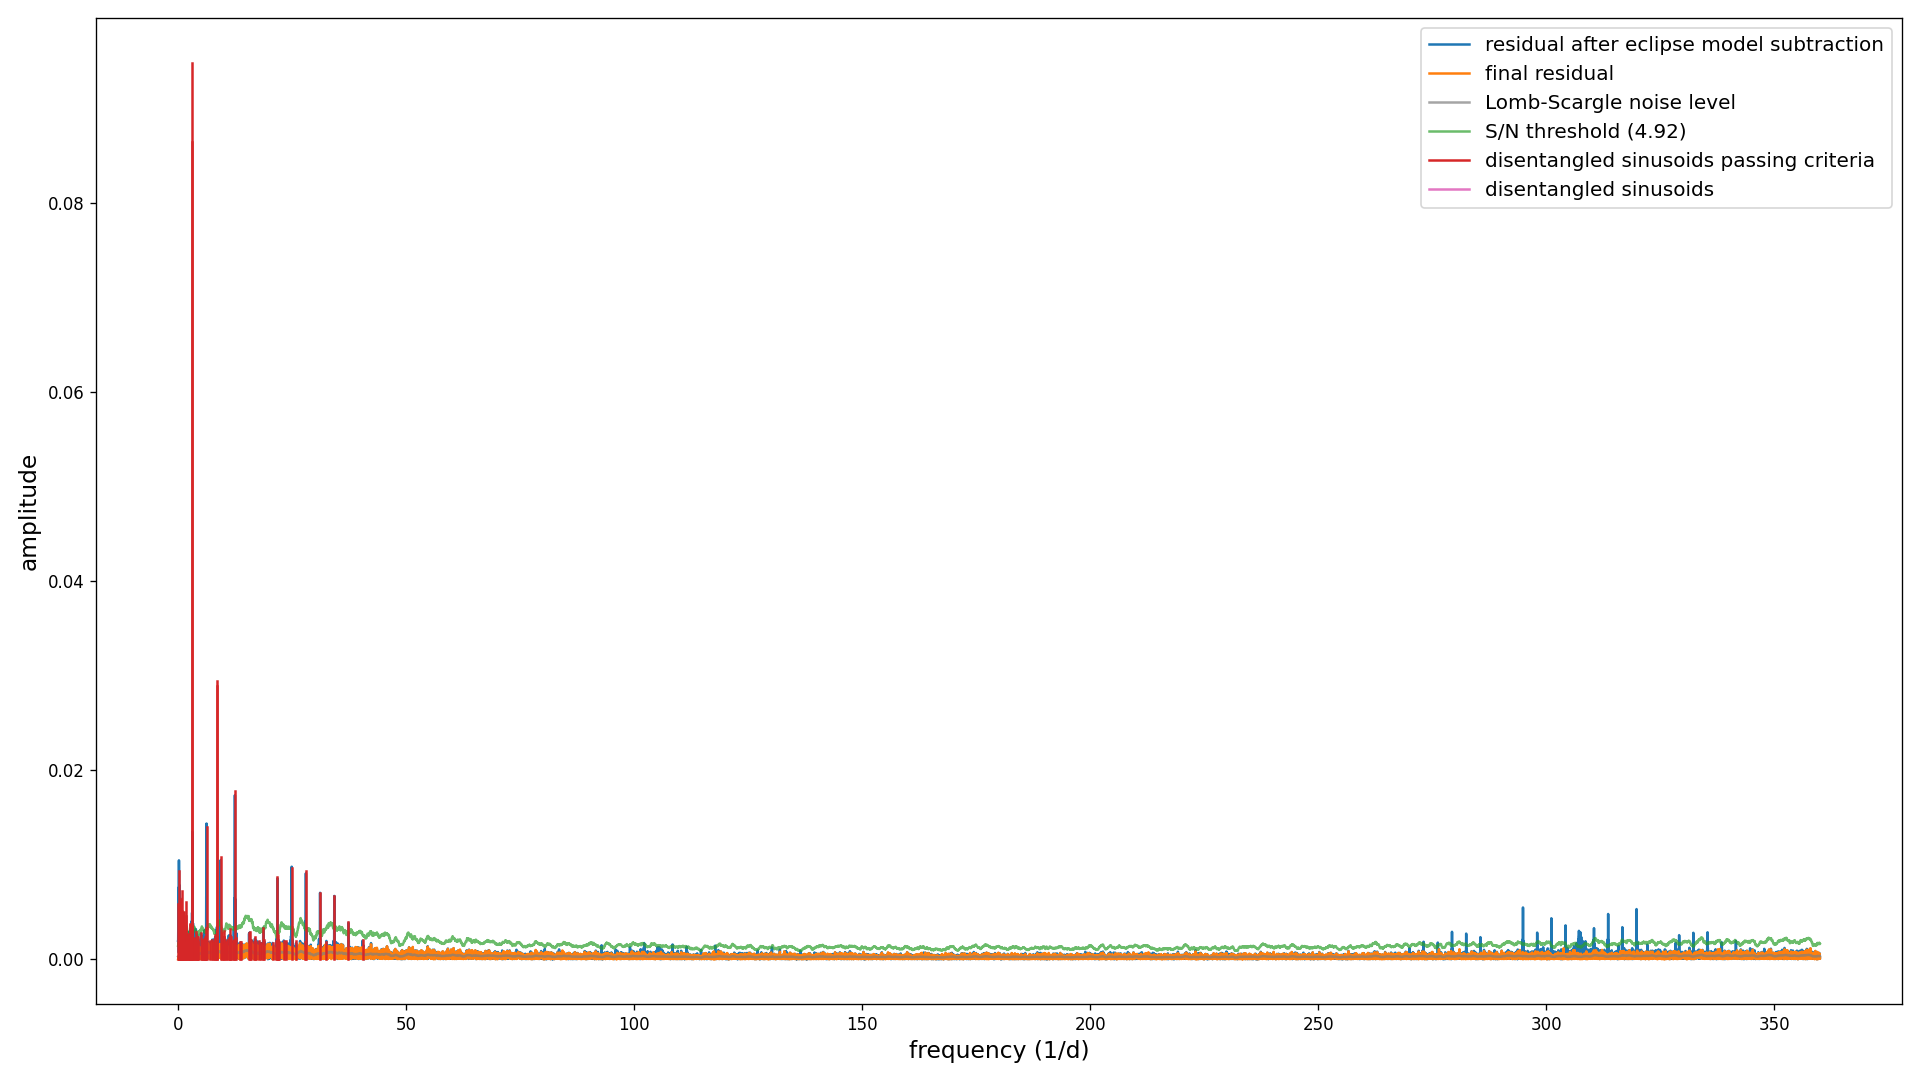 residual after eclipse model subtraction
final residual
Lomb-Scargle noise level
S/N threshold (4.92)
disentangled sinusoids passing criteria
disentangled sinusoids
amplitude
0.08
0.06
0.04
0.02
0.00
0 50 100 150 200 250 300 350
frequency (1/d)